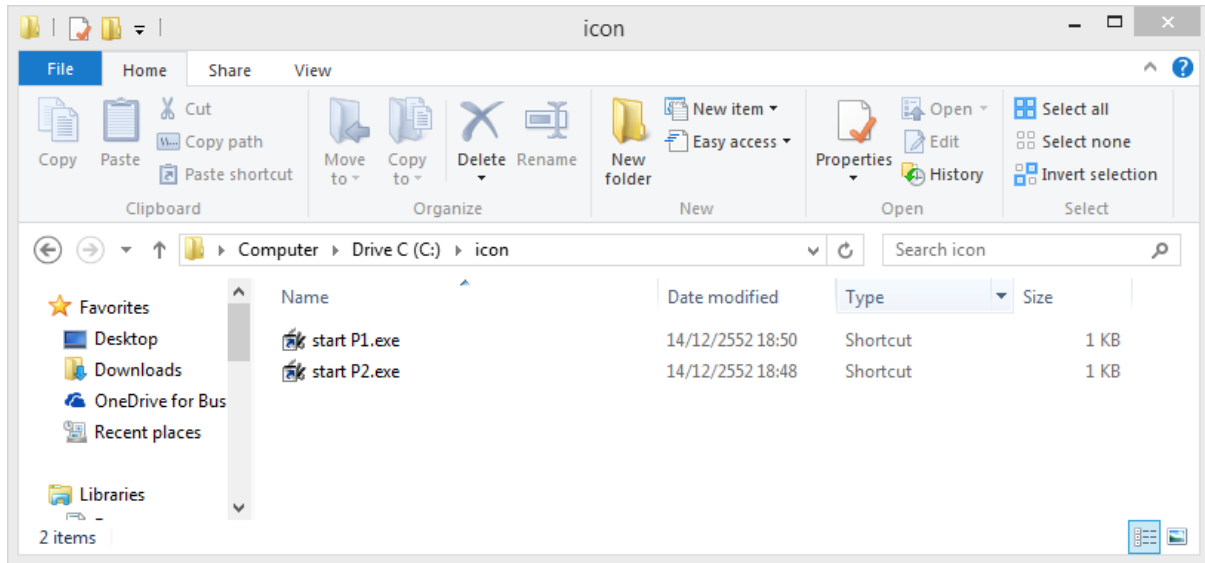 icon
File Home Share View
Copy
Paste
Cut
Copy path
Paste shortcut
Clipboard
Move to
Copy to
Delete
Rename
Organize
New folder
New item
Easy access
New
Properties
Open
Edit
History
Open
Select all
Select none
Invert selection
Select
Computer Drive C (C:) icon
Search icon
Favorites
Desktop
Downloads
OneDrive for Bus
Recent places
Libraries
Name Date modified Type Size
start P1.exe 14/12/2552 18:50 Shortcut 1 KB
start P2.exe 14/12/2552 18:48 Shortcut 1 KB
2 items